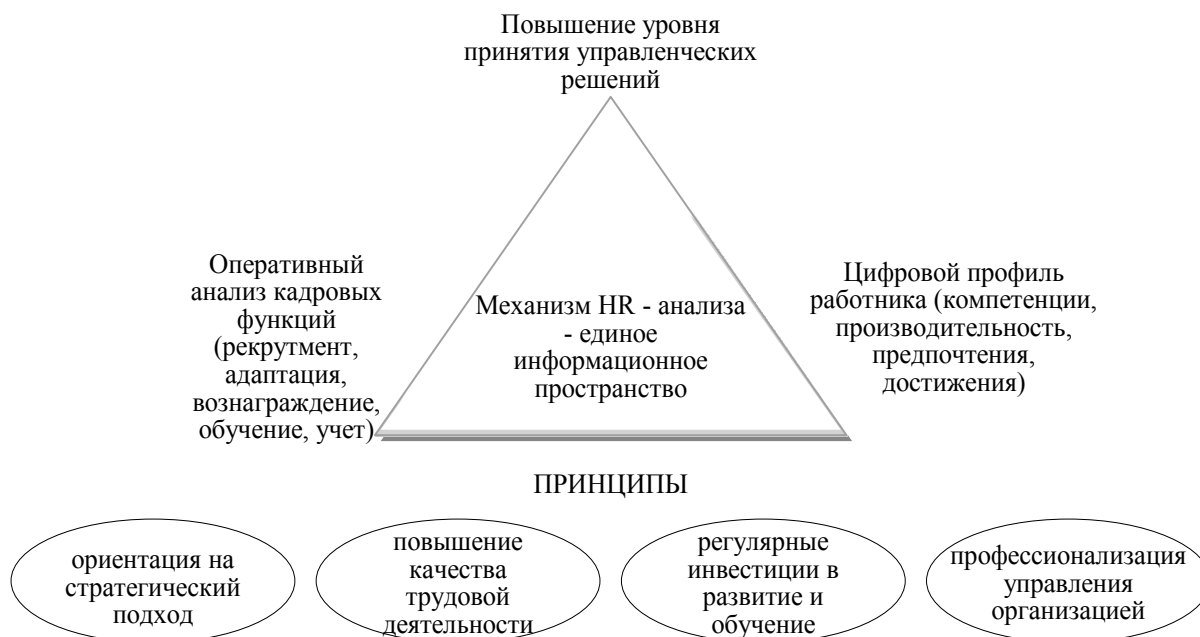 Повышение уровня
принятия управленческих
решений
Оперативный
анализ кадровых
функций
(рекрутмент,
адаптация,
вознаграждение,
обучение, учет)
Механизм HR - анализа
- единое
информационное
пространство
Цифровой профиль
работника (компетенции,
производительность,
предпочтения,
достижения)
ПРИНЦИПЫ
ориентация на
стратегический
подход
повышение
качества
трудовой
деятельности
регулярные
инвестиции в
развитие и
обучение
профессионализация
управления
организацией